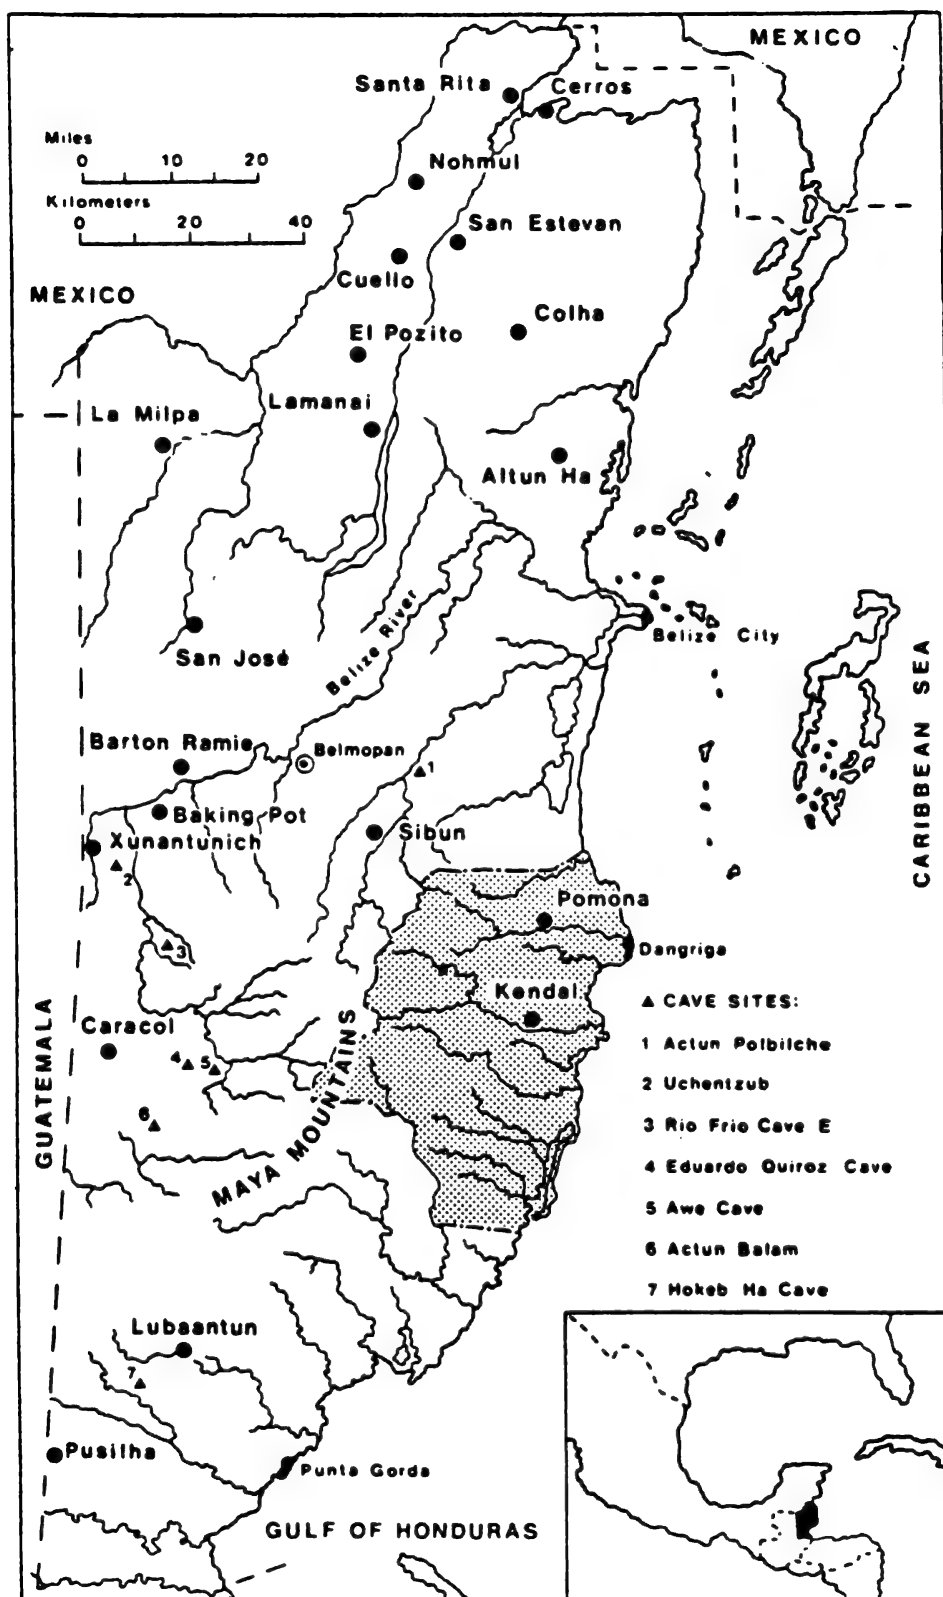 MEXICO
Santa Rita
Cerros
Miles
0 10 20
Kilometers
0 20 40
Nohmul
San Estevan
Cuello
MEXICO
Colha
El Pozito
Lamanai
La Milpa
Altun Ha
Belize River
Belize City
San José
CARIBBEAN SEA
Barton Ramie
Belmopan
1
Baking Pot
Sibun
Xunantunich
2
Pomona
3
Dangriga
Kendal
GUATEMALA
Caracol
4
5
6
MAYA MOUNTAINS
▲ CAVE SITES:
1 Actun Polbilche
2 Uchentzub
3 Rio Frio Cave E
4 Eduardo Quiroz Cave
5 Awe Cave
6 Actun Balam
7 Hokeb Ha Cave
Lubaantun
7
Pusilha
Punta Gorda
GULF OF HONDURAS